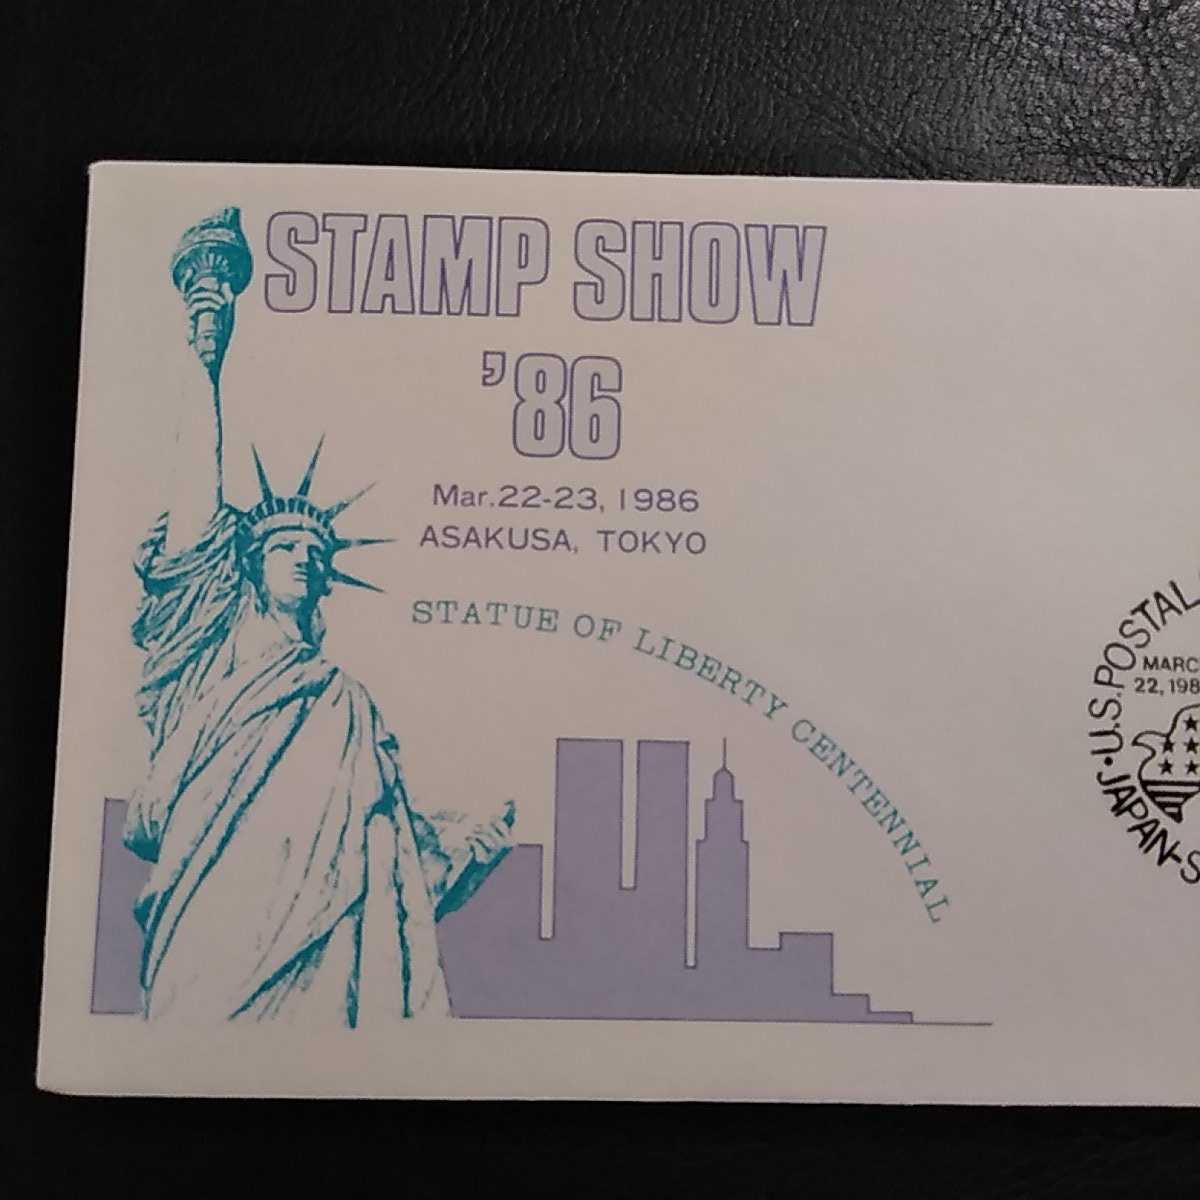 STAMP SHOW
'86
Mar.22-23, 1986
ASAKUSA, TOKYO
STATUE OF LIBERTY CENTENNIAL
U.S. POSTAL
MARC
22, 198
JAPAN-S